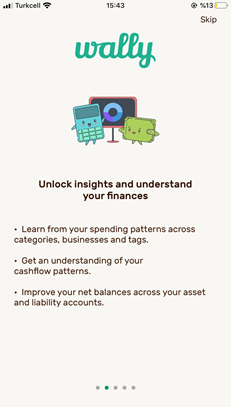 Turkcell
15:43
%13
Skip
wally
Unlock insights and understand
your finances
• Learn from your spending patterns across
categories, businesses and tags.
• Get an understanding of your
cashflow patterns.
• Improve your net balances across your asset
and liability accounts.